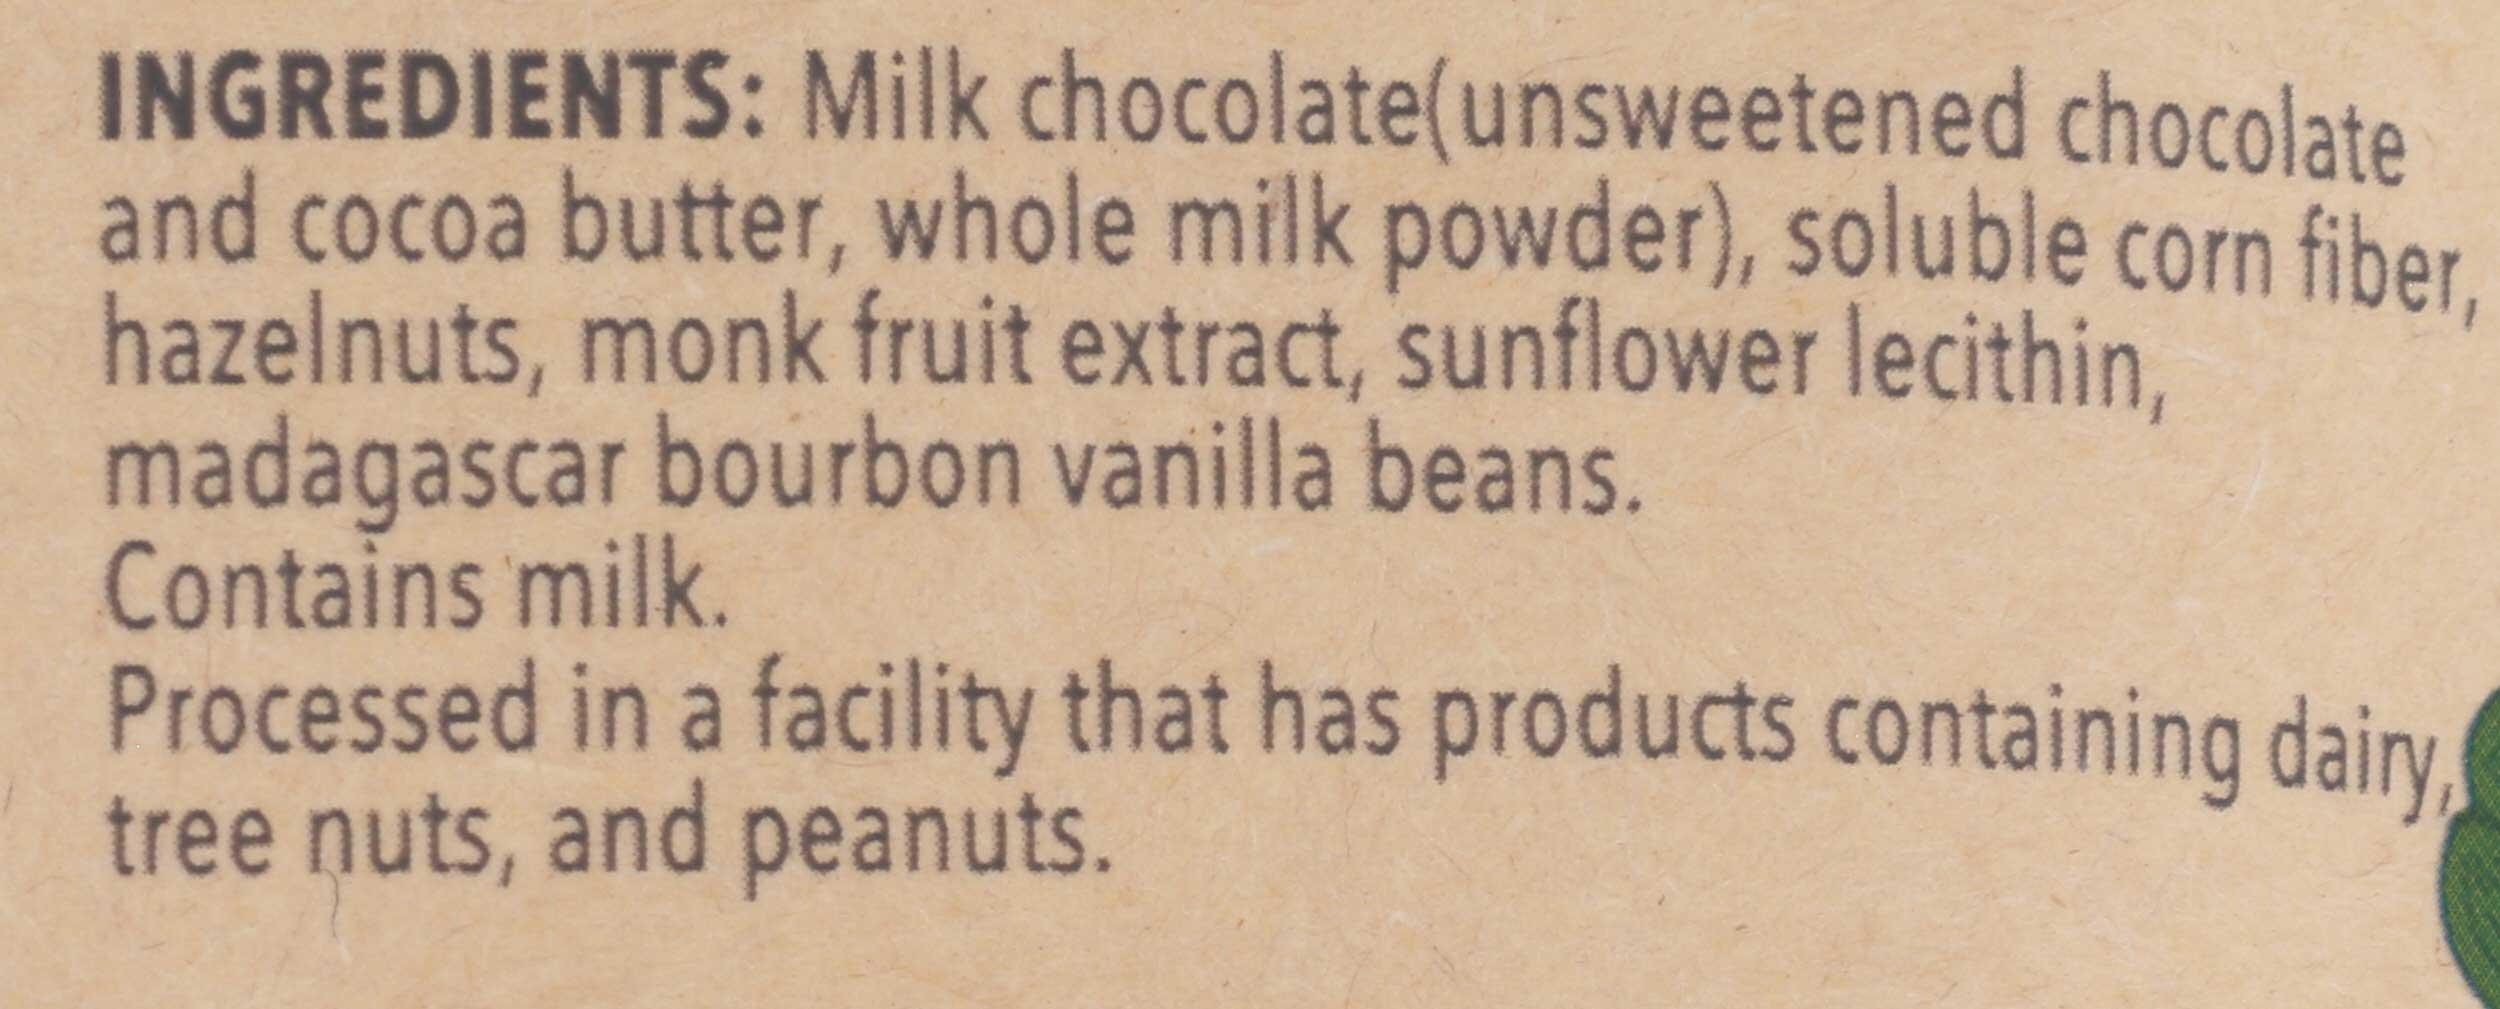 INGREDIENTS: Milk chocolate(unsweetened chocolate
and cocoa butter, whole milk powder), soluble corn fiber,
hazelnuts, monk fruit extract, sunflower lecithin,
madagascar bourbon vanilla beans.
Contains milk.
Processed in a facility that has products containing dairy,
tree nuts, and peanuts.